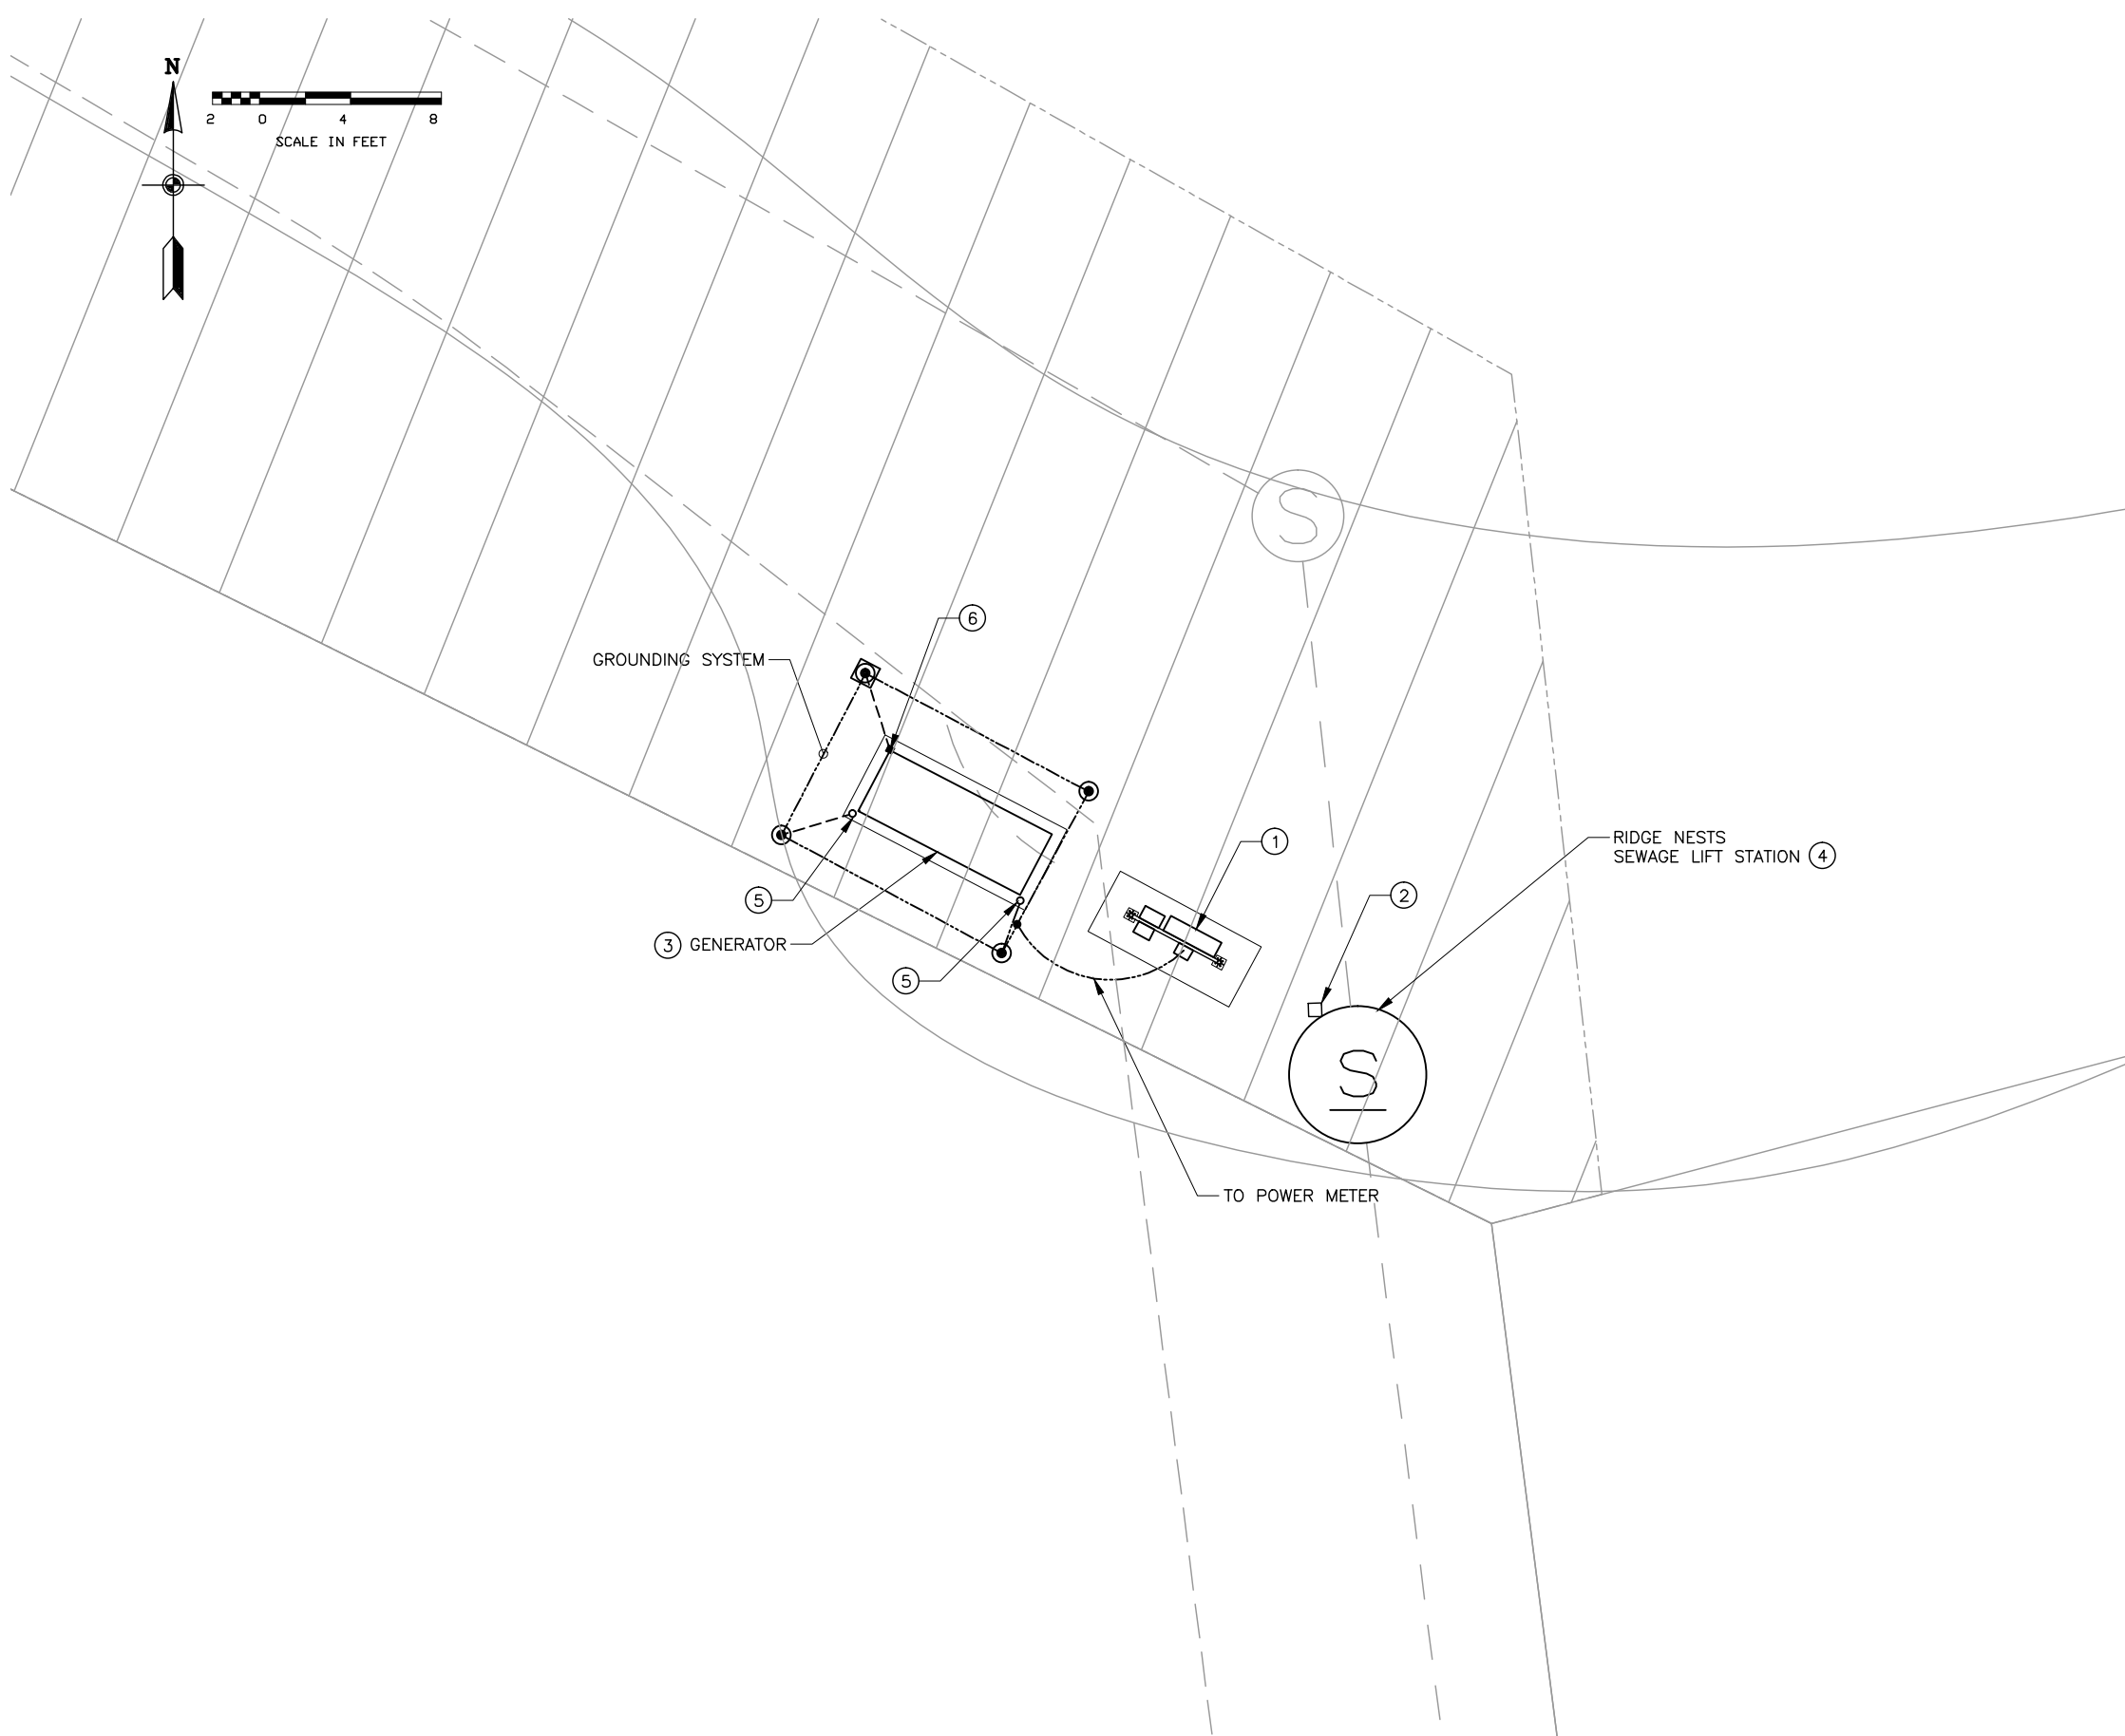 N
2 0 4 8
SCALE IN FEET
S
6
GROUNDING SYSTEM
1
RIDGE NESTS
SEWAGE LIFT STATION 4
2
5
3 GENERATOR
5
S
TO POWER METER